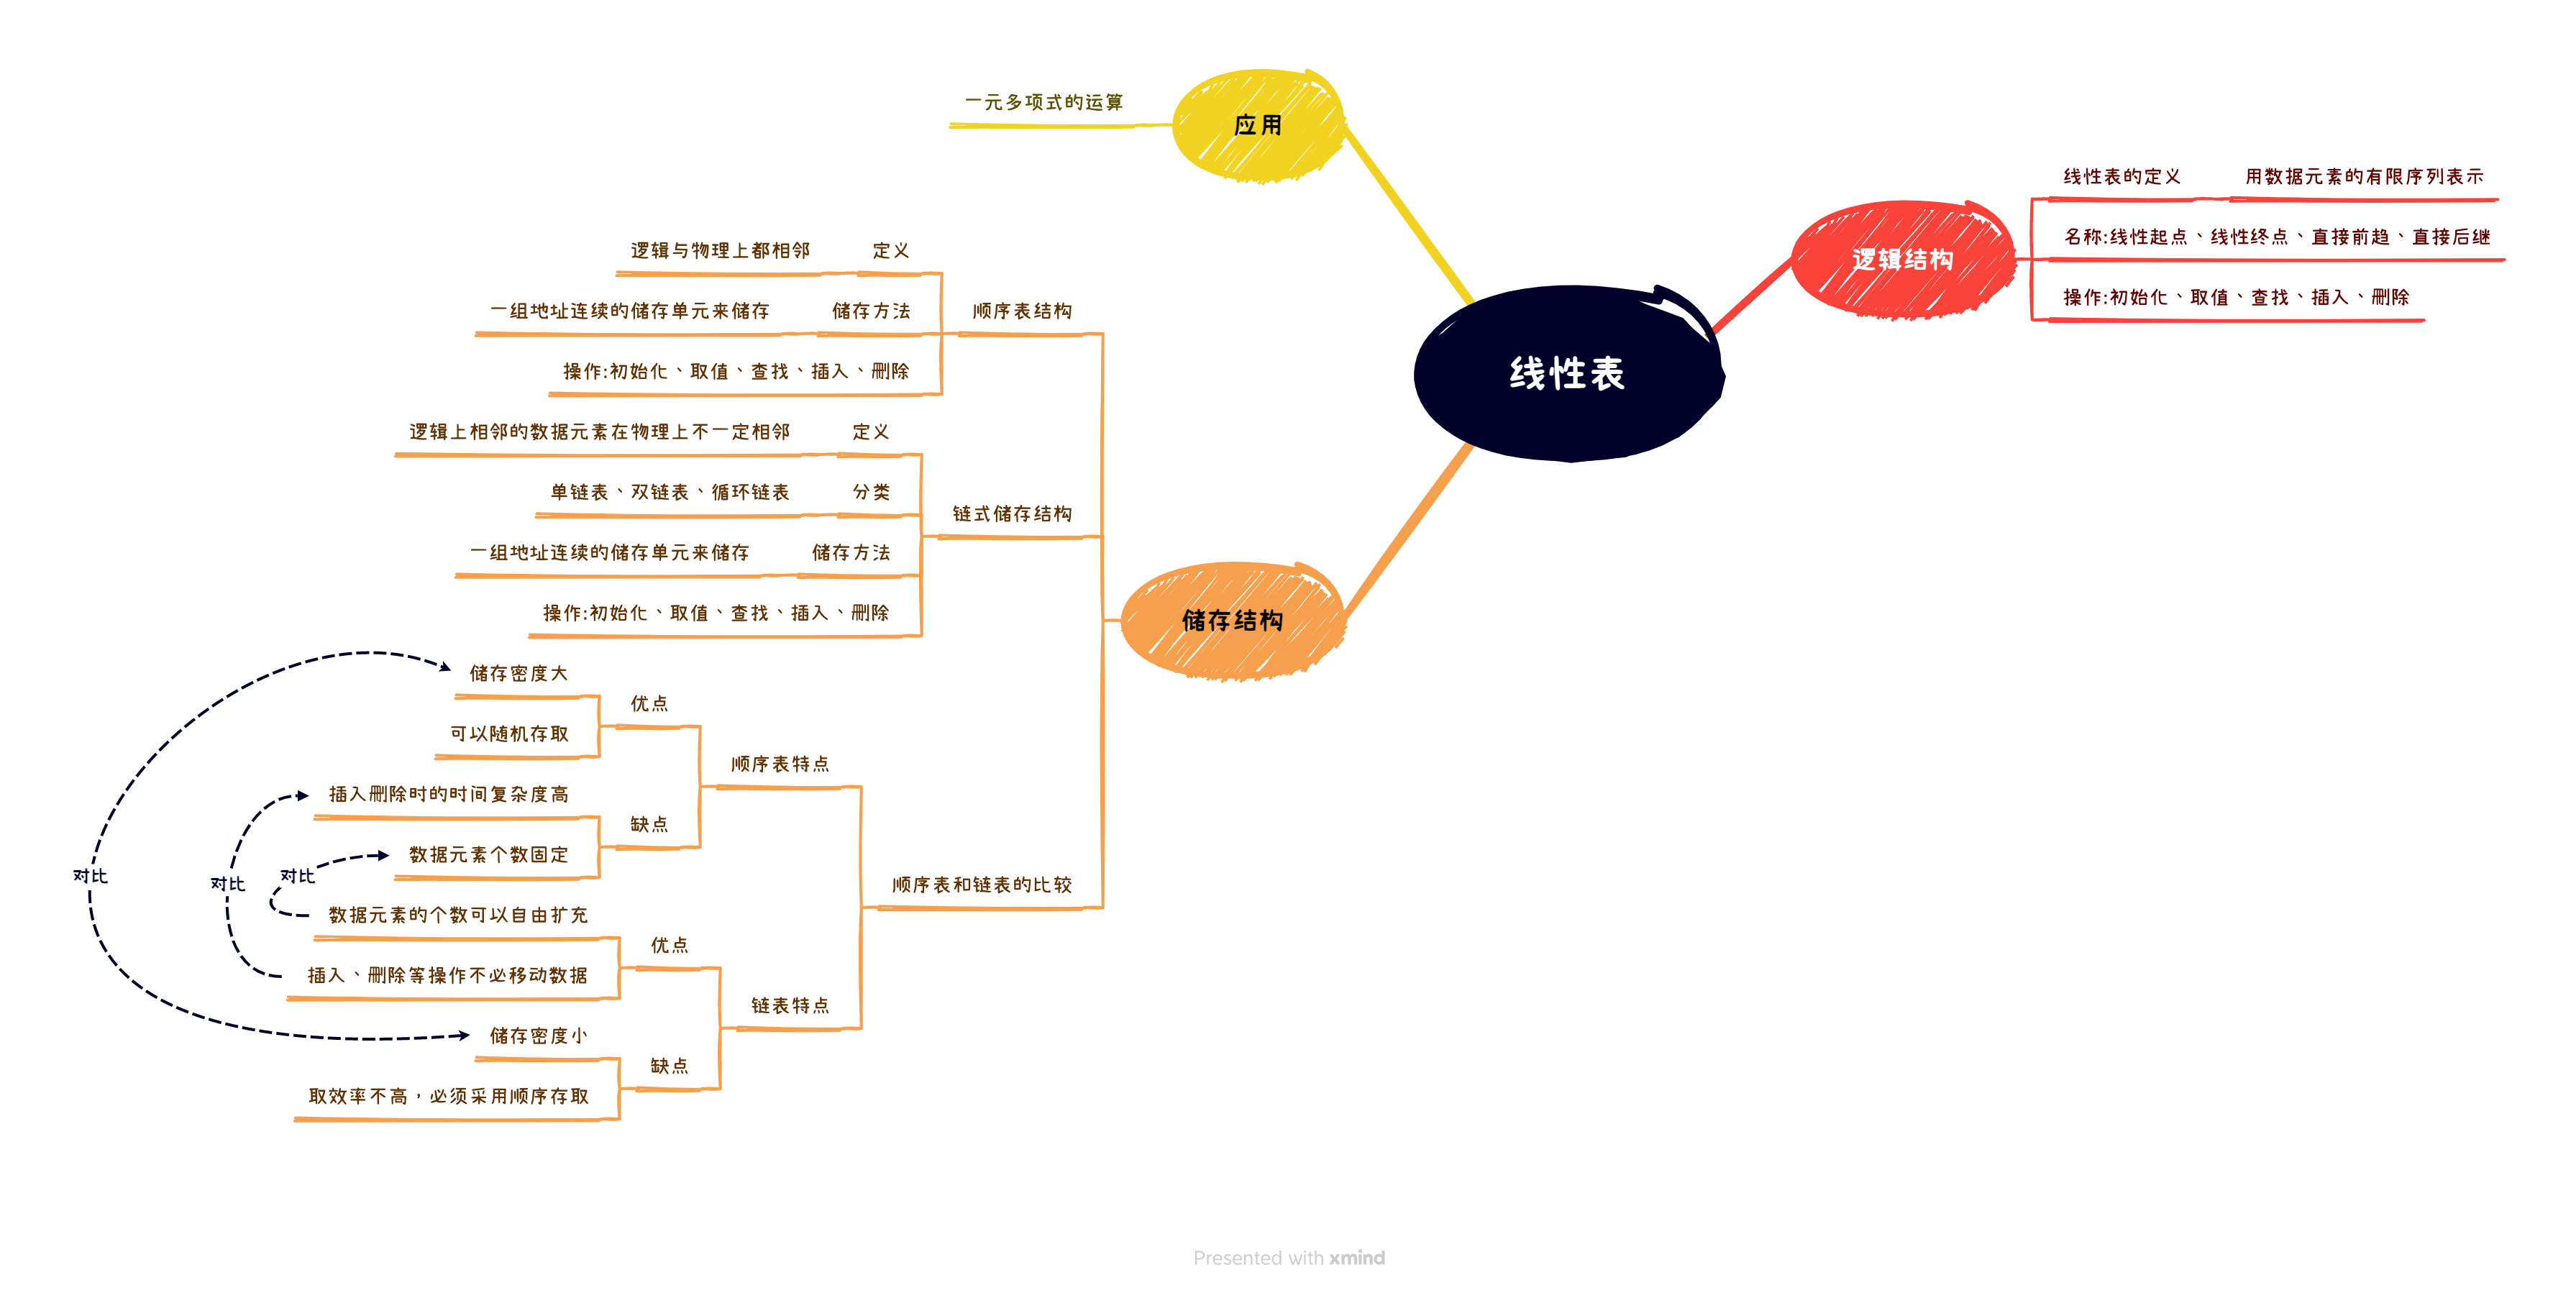 线性表
逻辑结构
线性表的定义
用数据元素的有限序列表示
名称:线性起点、线性终点、直接前趋、直接后继
操作:初始化、取值、查找、插入、删除
应用
一元多项式的运算
储存结构
顺序表结构
定义
逻辑与物理上都相邻
储存方法
一组地址连续的储存单元来储存
操作:初始化、取值、查找、插入、删除
链式储存结构
定义
逻辑上相邻的数据元素在物理上不一定相邻
分类
单链表、双链表、循环链表
储存方法
一组地址连续的储存单元来储存
操作:初始化、取值、查找、插入、删除
顺序表和链表的比较
顺序表特点
优点
储存密度大
可以随机存取
缺点
插入删除时的时间复杂度高
数据元素个数固定
链表特点
优点
数据元素的个数可以自由扩充
插入、删除等操作不必移动数据
缺点
储存密度小
取效率不高，必须采用顺序存取
对比
对比
对比
Presented with xmind